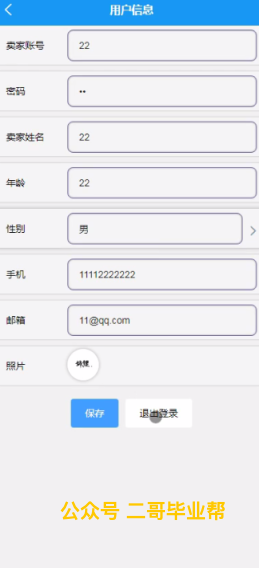 用户信息
卖家账号 22
密码 ••
卖家姓名 22
年龄 22
性别 男
手机 11112222222
邮箱 11@qq.com
照片
保存 退出登录
公众号 二哥毕业帮